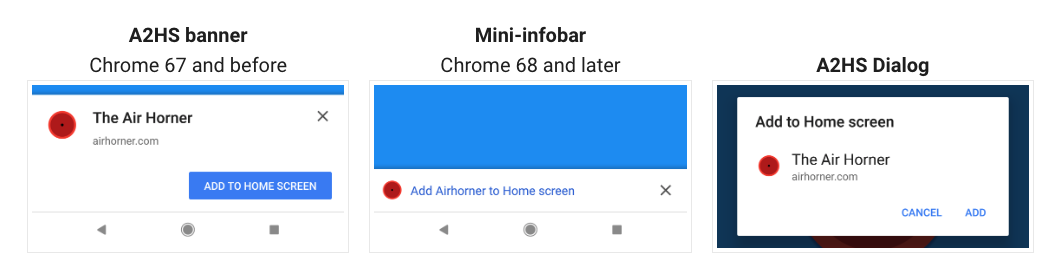 A2HS banner
Chrome 67 and before
The Air Horner
airhorner.com
ADD TO HOME SCREEN
Mini-infobar
Chrome 68 and later
Add Airhorner to Home screen
A2HS Dialog
Add to Home screen
The Air Horner
airhorner.com
CANCEL ADD